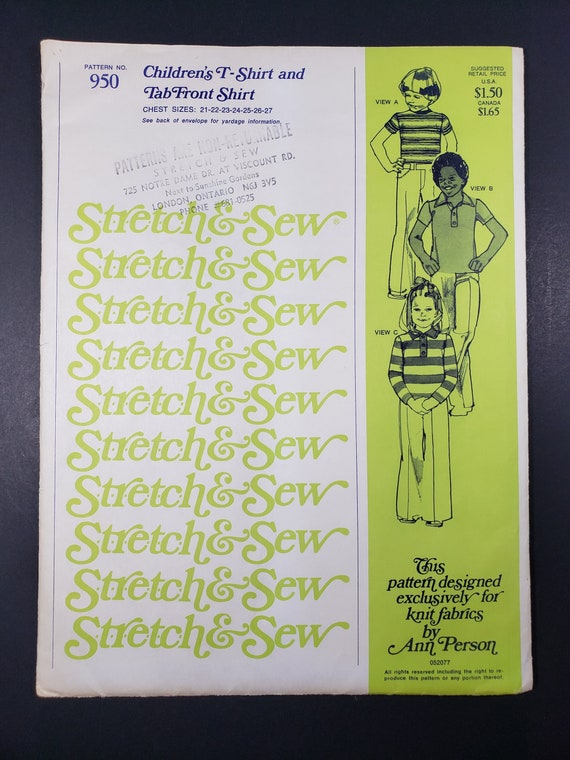 PATTERN NO.
950
Children's T-Shirt and
Tab Front Shirt
CHEST SIZES: 21-22-23-24-25-26-27
See back of envelope for yardage information.
PATTERNS ARE NON-RETURNABLE
STRETCH & SEW
725 NOTRE DAME DR. AT VISCOUNT RD.
Next to Sunshine Gardens
LONDON, ONTARIO N6J 3V5
PHONE #681-0525
Stretch & Sew®
Stretch & Sew
Stretch & Sew
Stretch & Sew
Stretch & Sew
Stretch & Sew
Stretch & Sew
Stretch & Sew
Stretch & Sew
Stretch & Sew
SUGGESTED
RETAIL PRICE
U.S.A.
$1.50
CANADA
$1.65
VIEW A
VIEW B
VIEW C
This
pattern designed
exclusively for
knit fabrics
by
Ann Person
052077
All rights reserved including the right to re-
produce this pattern or any portion thereof.